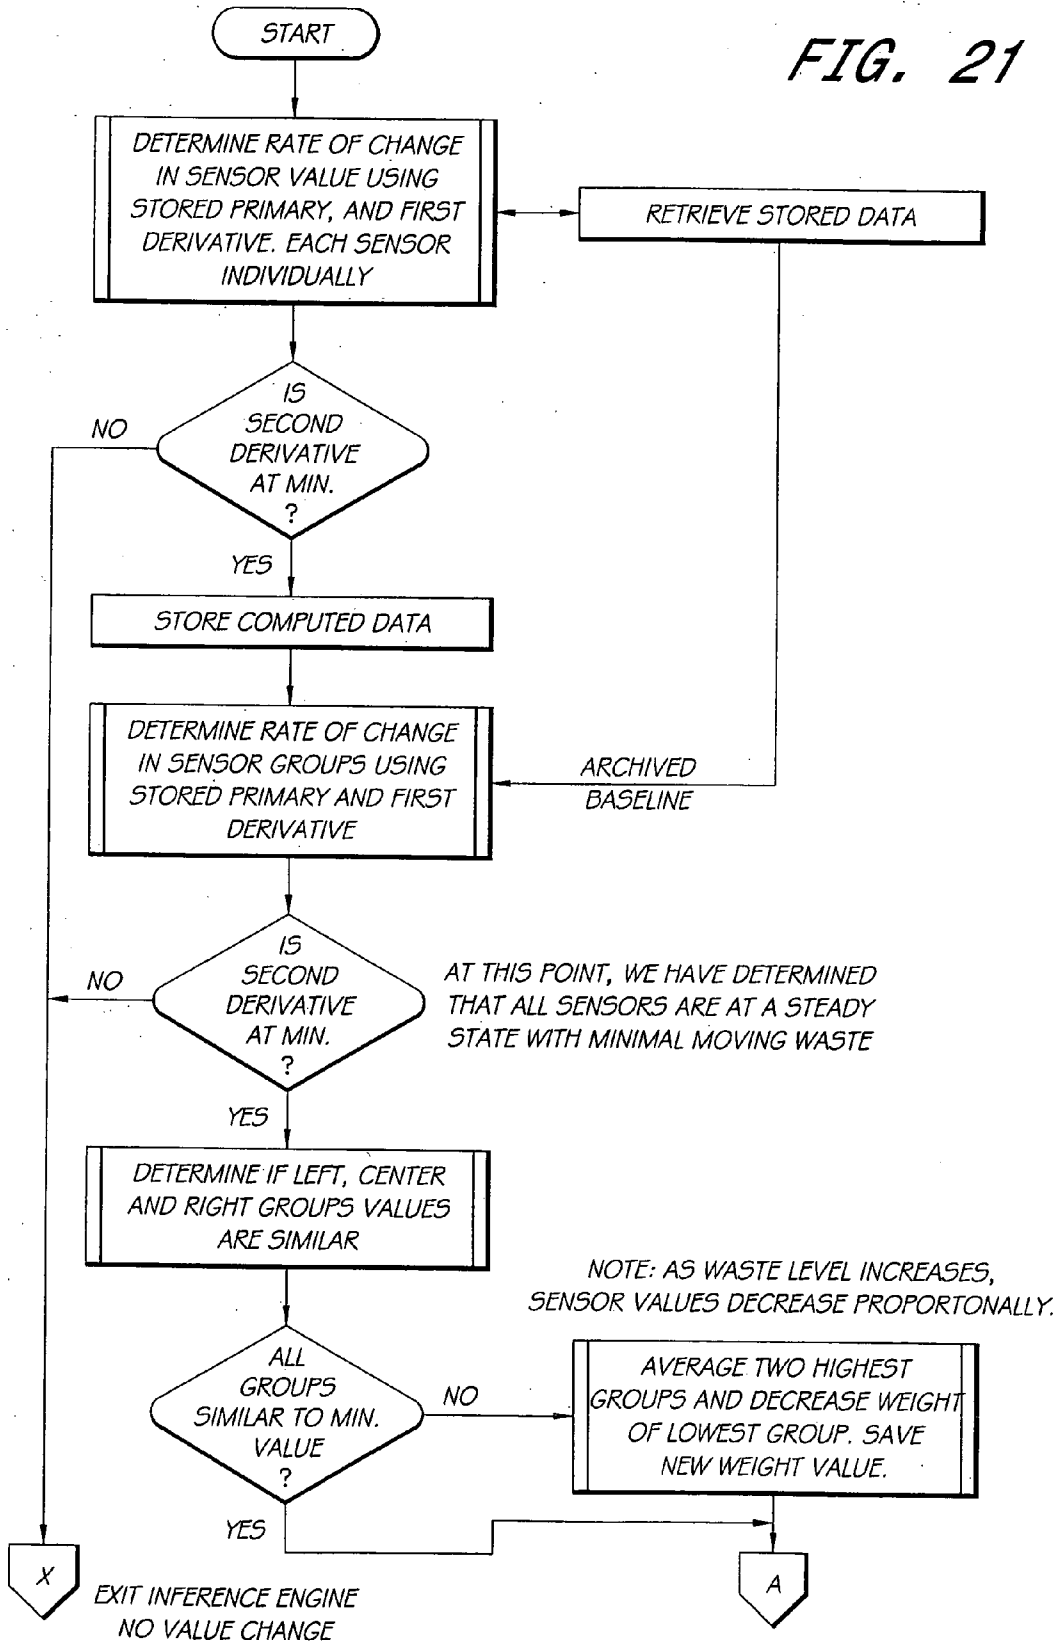 START
FIG. 21
DETERMINE RATE OF CHANGE
IN SENSOR VALUE USING
STORED PRIMARY, AND FIRST
DERIVATIVE. EACH SENSOR
INDIVIDUALLY
RETRIEVE STORED DATA
IS
SECOND
DERIVATIVE
AT MIN.
?
NO
YES
STORE COMPUTED DATA
DETERMINE RATE OF CHANGE
IN SENSOR GROUPS USING
STORED PRIMARY AND FIRST
DERIVATIVE
ARCHIVED
BASELINE
IS
SECOND
DERIVATIVE
AT MIN.
?
NO
AT THIS POINT, WE HAVE DETERMINED
THAT ALL SENSORS ARE AT A STEADY
STATE WITH MINIMAL MOVING WASTE
YES
DETERMINE IF LEFT, CENTER
AND RIGHT GROUPS VALUES
ARE SIMILAR
NOTE: AS WASTE LEVEL INCREASES,
SENSOR VALUES DECREASE PROPORTONALLY.
ALL
GROUPS
SIMILAR TO MIN.
VALUE
?
NO
AVERAGE TWO HIGHEST
GROUPS AND DECREASE WEIGHT
OF LOWEST GROUP. SAVE
NEW WEIGHT VALUE.
YES
X
EXIT INFERENCE ENGINE
NO VALUE CHANGE
A